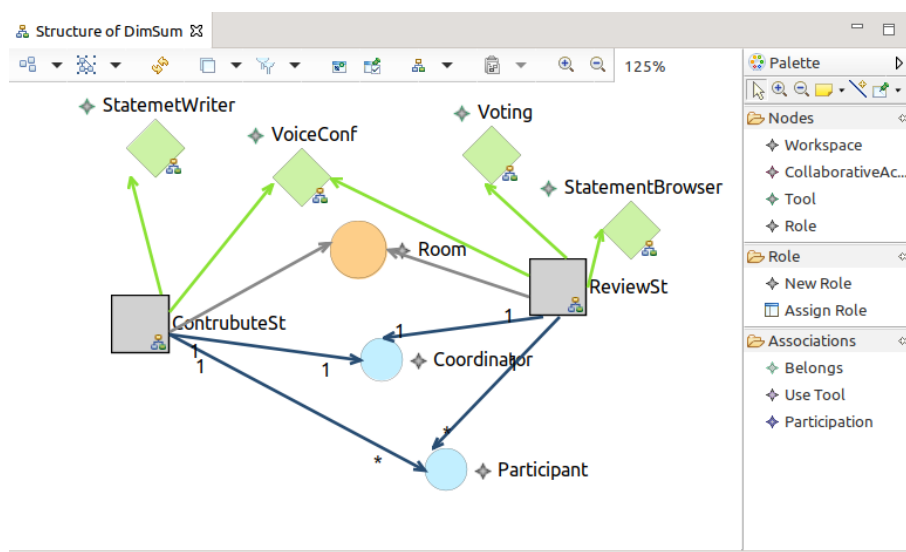 Structure of DimSum
125%
StatemetWriter
VoiceConf
Voting
StatementBrowser
Room
ReviewSt
ContrubuteSt
1
1
1
1
1
Coordinator
1
*
*
Participant
Palette
Nodes
Workspace
CollaborativeAc...
Tool
Role
Role
New Role
Assign Role
Associations
Belongs
Use Tool
Participation